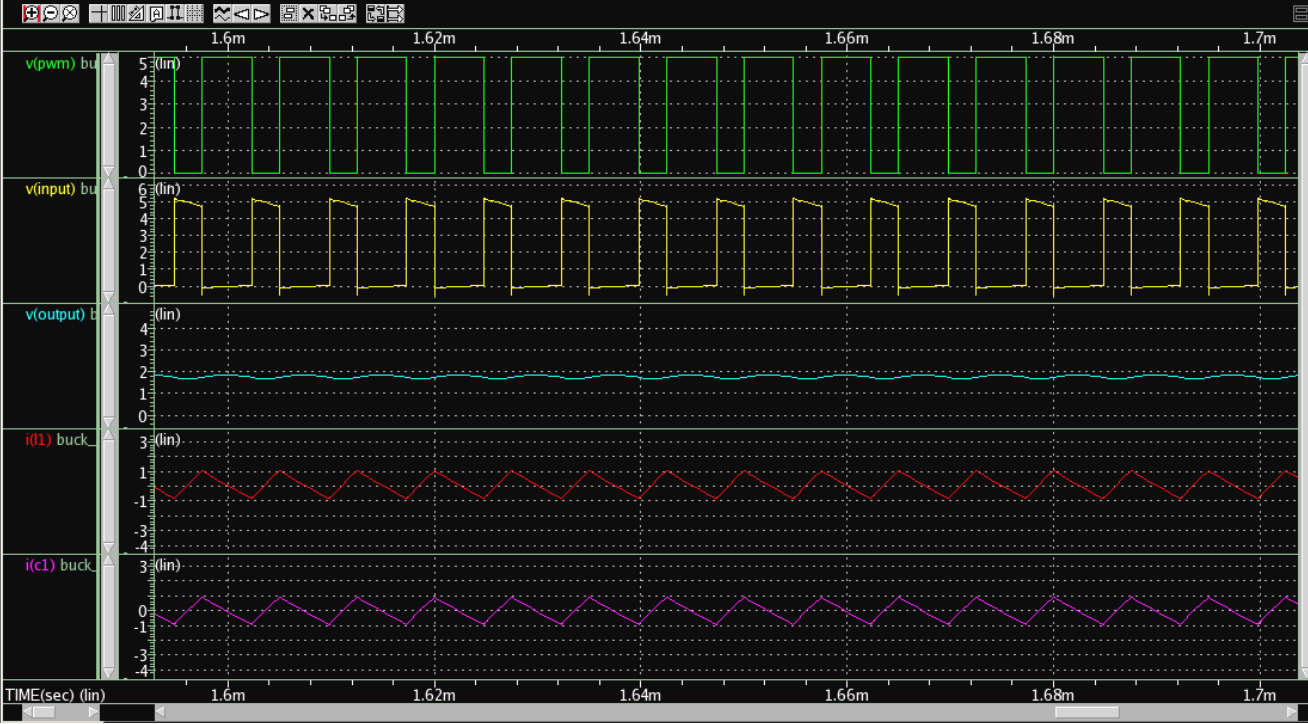 1.6m 1.62m 1.64m 1.66m 1.68m 1.7m
v(pwm) bu
5 (lin)
4
3
2
1
0
v(input) bu
6 (lin)
5
4
3
2
1
0
v(output) b
(lin)
4
3
2
1
0
i(l1) buck_
3 (lin)
1
-1
-3
-4
i(c1) buck_
3 (lin)
0
-1
-3
-4
TIME(sec) (lin) 1.6m 1.62m 1.64m 1.66m 1.68m 1.7m